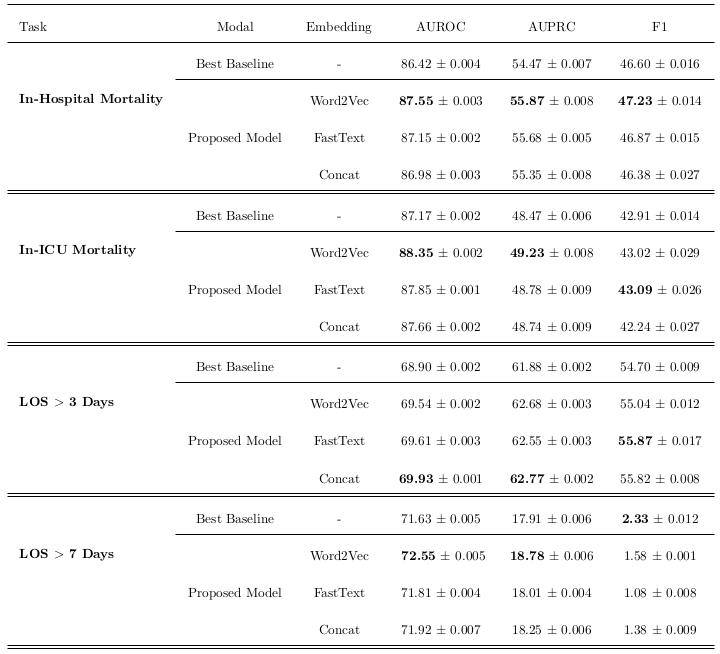 Task Modal Embedding AUROC AUPRC F1
Best Baseline - 86.42 ± 0.004 54.47 ± 0.007 46.60 ± 0.016
In-Hospital Mortality Word2Vec 87.55 ± 0.003 55.87 ± 0.008 47.23 ± 0.014
Proposed Model FastText 87.15 ± 0.002 55.68 ± 0.005 46.87 ± 0.015
Concat 86.98 ± 0.003 55.35 ± 0.008 46.38 ± 0.027
Best Baseline - 87.17 ± 0.002 48.47 ± 0.006 42.91 ± 0.014
In-ICU Mortality Word2Vec 88.35 ± 0.002 49.23 ± 0.008 43.02 ± 0.029
Proposed Model FastText 87.85 ± 0.001 48.78 ± 0.009 43.09 ± 0.026
Concat 87.66 ± 0.002 48.74 ± 0.009 42.24 ± 0.027
Best Baseline - 68.90 ± 0.002 61.88 ± 0.002 54.70 ± 0.009
LOS > 3 Days Word2Vec 69.54 ± 0.002 62.68 ± 0.003 55.04 ± 0.012
Proposed Model FastText 69.61 ± 0.003 62.55 ± 0.003 55.87 ± 0.017
Concat 69.93 ± 0.001 62.77 ± 0.002 55.82 ± 0.008
Best Baseline - 71.63 ± 0.005 17.91 ± 0.006 2.33 ± 0.012
LOS > 7 Days Word2Vec 72.55 ± 0.005 18.78 ± 0.006 1.58 ± 0.001
Proposed Model FastText 71.81 ± 0.004 18.01 ± 0.004 1.08 ± 0.008
Concat 71.92 ± 0.007 18.25 ± 0.006 1.38 ± 0.009